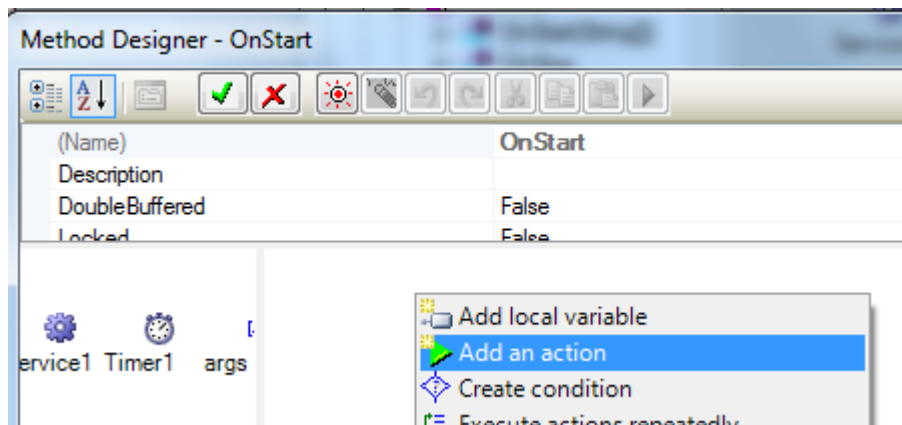 Method Designer - OnStart
(Name) OnStart
Description
DoubleBuffered False
Locked False
ervice1 Timer1 args
Add local variable
Add an action
Create condition
Execute actions repeatedly